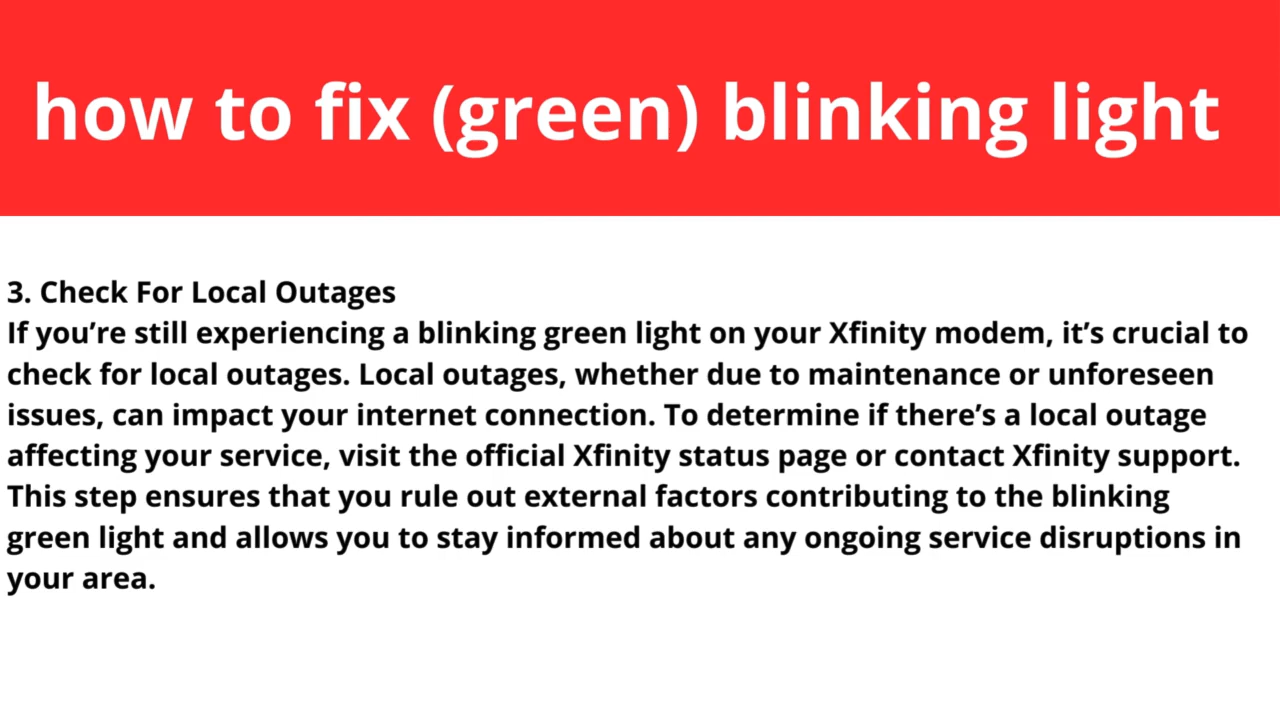 how to fix (green) blinking light
3. Check For Local Outages
If you’re still experiencing a blinking green light on your Xfinity modem, it’s crucial to
check for local outages. Local outages, whether due to maintenance or unforeseen
issues, can impact your internet connection. To determine if there’s a local outage
affecting your service, visit the official Xfinity status page or contact Xfinity support.
This step ensures that you rule out external factors contributing to the blinking
green light and allows you to stay informed about any ongoing service disruptions in
your area.